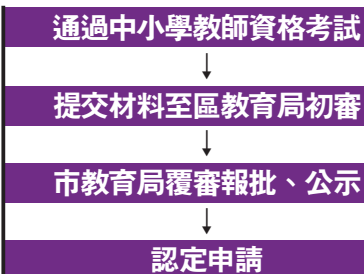 通過中小學教師資格考試
提交材料至區教育局初審
市教育局覆審報批、公示
認定申請